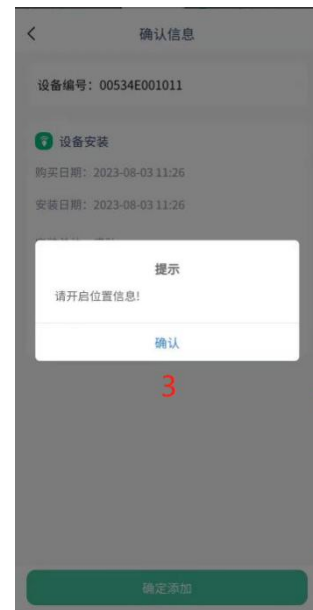 确认信息
设备编号：00534E001011
设备安装
购买日期：2023-08-03 11:26
安装日期：2023-08-03 11:26
提示
请开启位置信息!
确认
3
确定添加